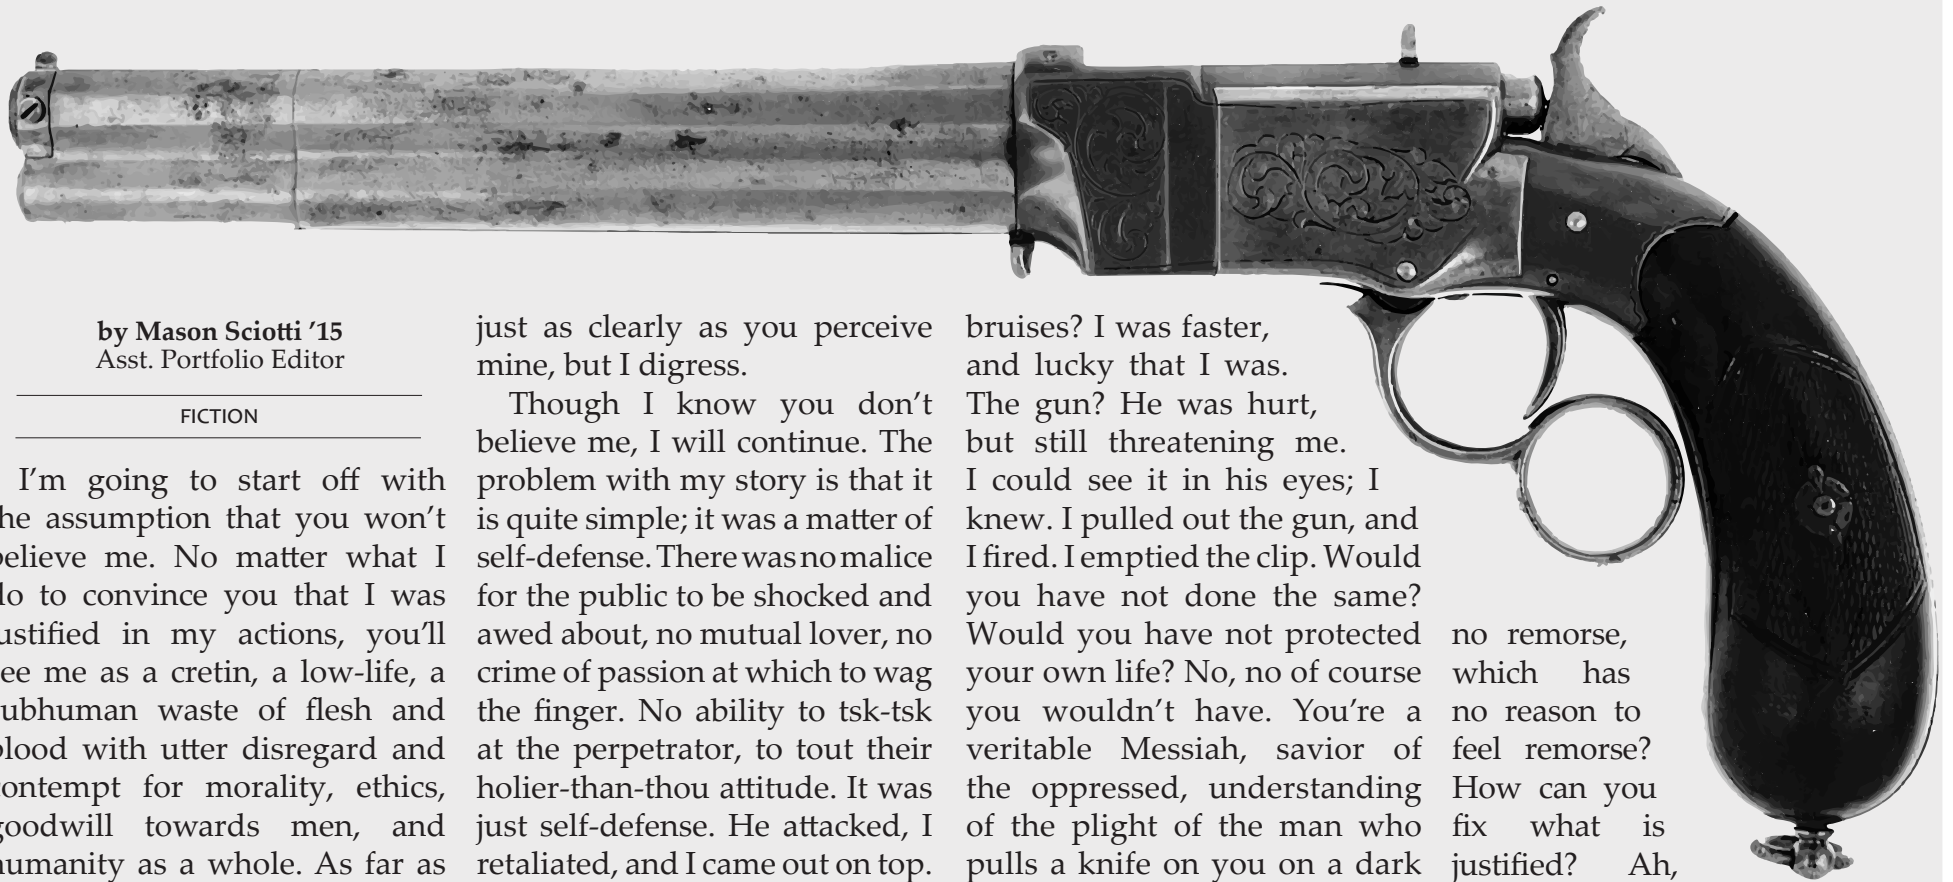 by Mason Sciotti ’15
Asst. Portfolio Editor
FICTION
I’m going to start off with
he assumption that you won’t
believe me. No matter what I
do to convince you that I was
ustified in my actions, you’ll
ee me as a cretin, a low-life, a
ubhuman waste of flesh and
blood with utter disregard and
contempt for morality, ethics,
goodwill towards men, and
humanity as a whole. As far as
just as clearly as you perceive
mine, but I digress.
Though I know you don’t
believe me, I will continue. The
problem with my story is that it
is quite simple; it was a matter of
self-defense. There was no malice
for the public to be shocked and
awed about, no mutual lover, no
crime of passion at which to wag
the finger. No ability to tsk-tsk
at the perpetrator, to tout their
holier-than-thou attitude. It was
just self-defense. He attacked, I
retaliated, and I came out on top.
bruises? I was faster,
and lucky that I was.
The gun? He was hurt,
but still threatening me.
I could see it in his eyes; I
knew. I pulled out the gun, and
I fired. I emptied the clip. Would
you have not done the same?
Would you have not protected
your own life? No, no of course
you wouldn’t have. You’re a
veritable Messiah, savior of
the oppressed, understanding
of the plight of the man who
pulls a knife on you on a dark
no remorse,
which has
no reason to
feel remorse?
How can you
fix what is
justified? Ah,